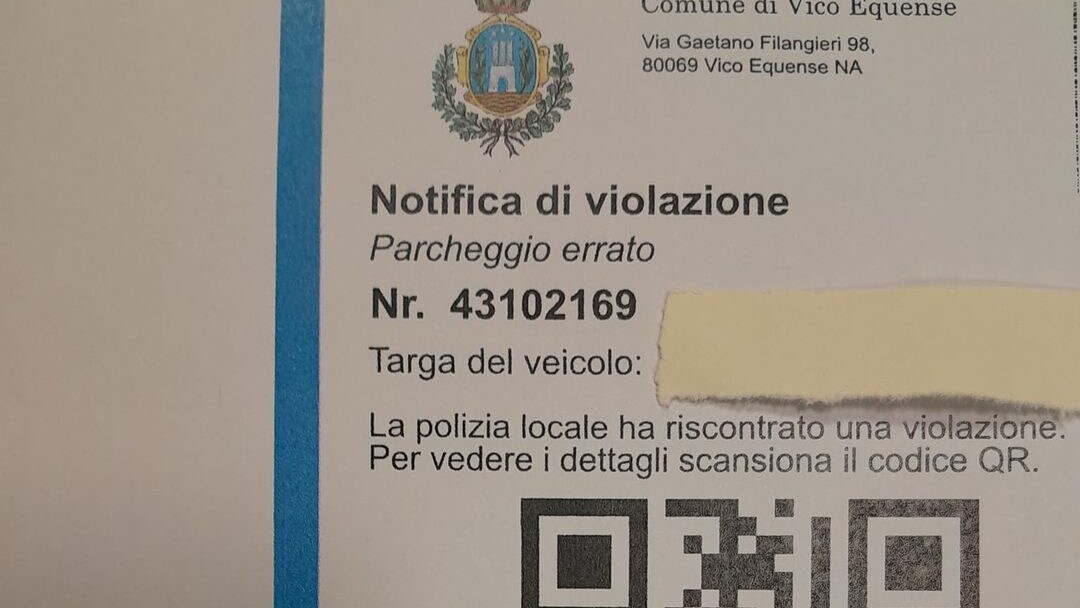 Comune di Vico Equense
Via Gaetano Filangieri 98,
80069 Vico Equense NA
Notifica di violazione
Parcheggio errato
Nr. 43102169
Targa del veicolo:
La polizia locale ha riscontrato una violazione.
Per vedere i dettagli scansiona il codice QR.